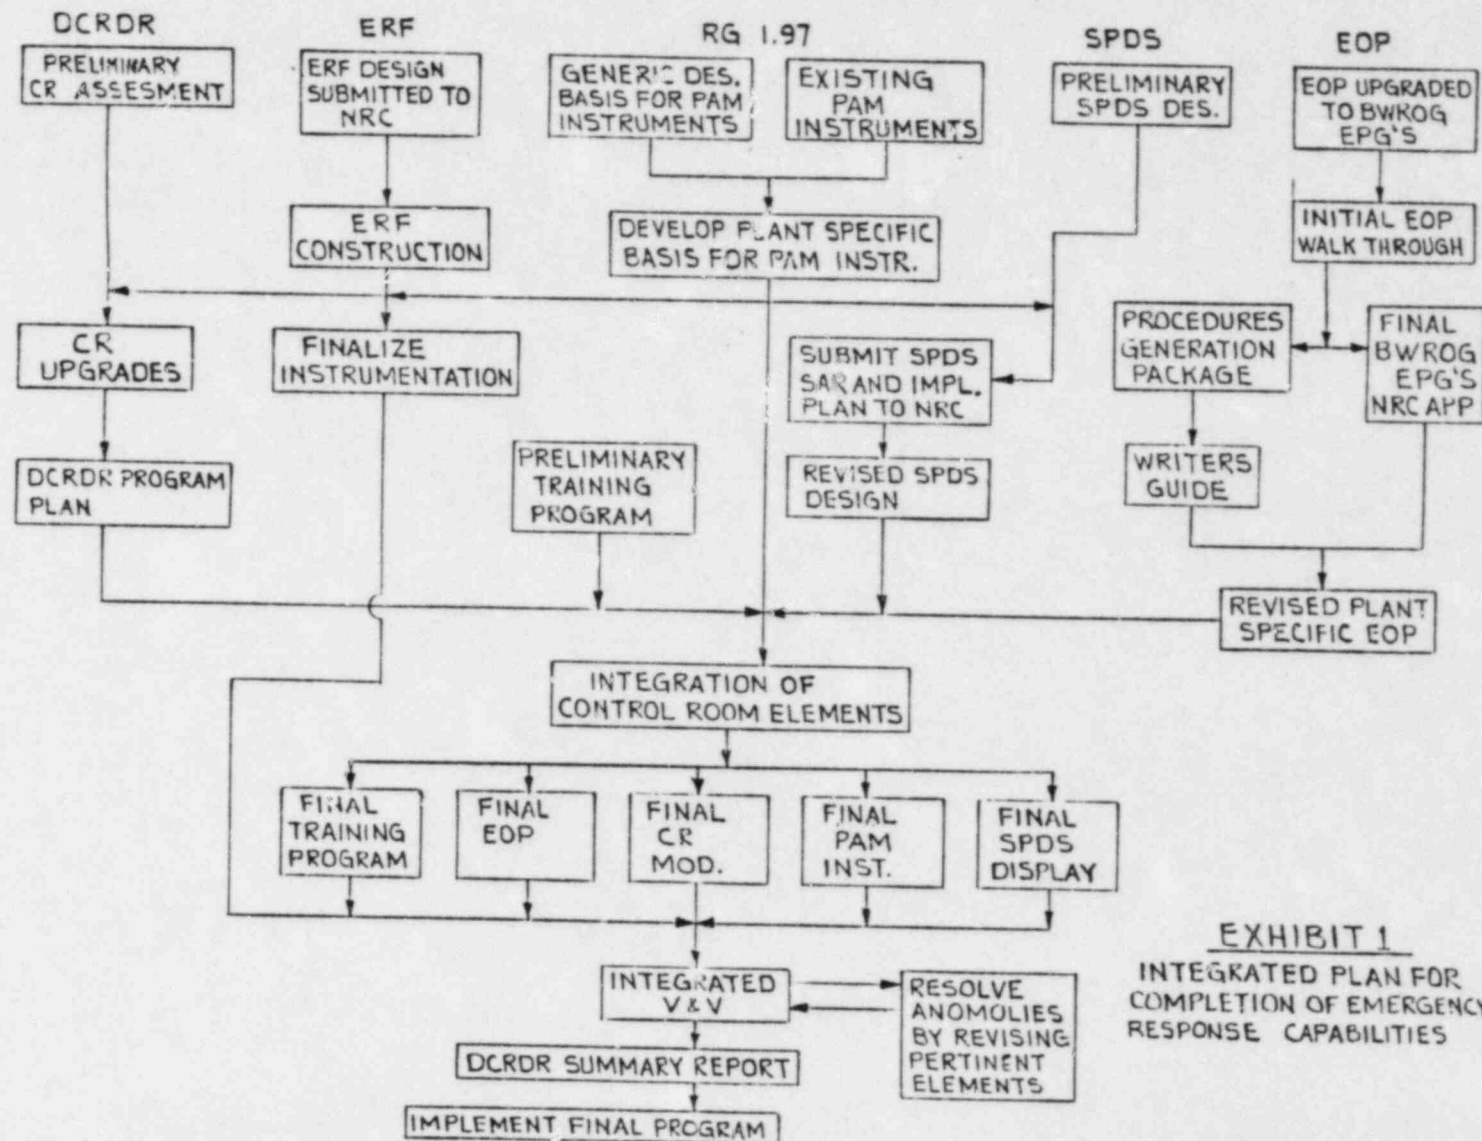 DCRDR
ERF
RG 1.97
SPDS
EOP
PRELIMINARY
CR ASSESMENT
ERF DESIGN
SUBMITTED TO
NRC
GENERIC DES.
BASIS FOR PAM
INSTRUMENTS
EXISTING
PAM
INSTRUMENTS
PRELIMINARY
SPDS DES.
EOP UPGRADED
TO BWROG
EPG'S
ERF
CONSTRUCTION
DEVELOP PLANT SPECIFIC
BASIS FOR PAM INSTR.
INITIAL EOP
WALK THROUGH
CR
UPGRADES
FINALIZE
INSTRUMENTATION
SUBMIT SPDS
SAR AND IMPL.
PLAN TO NRC
PROCEDURES
GENERATION
PACKAGE
FINAL
BWROG
EPG'S
NRC APP
DCRDR PROGRAM
PLAN
PRELIMINARY
TRAINING
PROGRAM
REVISED SPDS
DESIGN
WRITERS
GUIDE
REVISED PLANT
SPECIFIC EOP
INTEGRATION OF
CONTROL ROOM ELEMENTS
FINAL
TRAINING
PROGRAM
FINAL
EOP
FINAL
CR
MOD.
FINAL
PAM
INST.
FINAL
SPDS
DISPLAY
INTEGRATED
V & V
RESOLVE
ANOMOLIES
BY REVISING
PERTINENT
ELEMENTS
DCRDR SUMMARY REPORT
IMPLEMENT FINAL PROGRAM
EXHIBIT 1
INTEGRATED PLAN FOR
COMPLETION OF EMERGENCY
RESPONSE CAPABILITIES